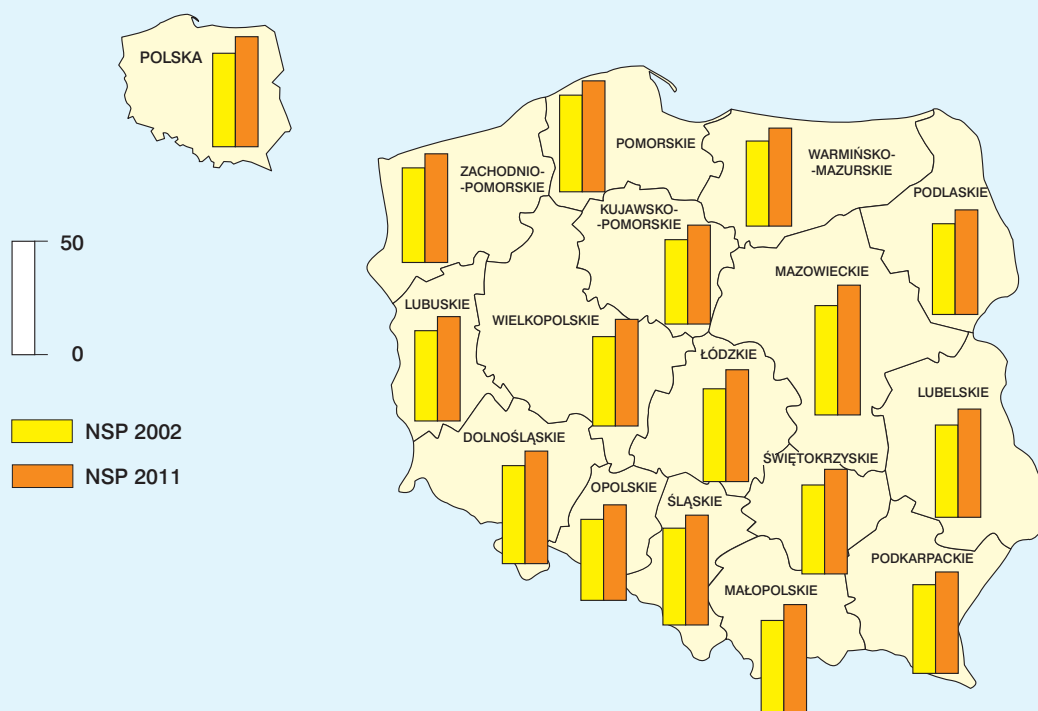 POLSKA
ZACHODNIO-
-POMORSKIE
POMORSKIE
WARMIŃSKO-
-MAZURSKIE
PODLASKIE
KUJAWSKO-
-POMORSKIE
50
0
LUBUSKIE
WIELKOPOLSKIE
MAZOWIECKIE
ŁÓDZKIE
LUBELSKIE
NSP 2002
NSP 2011
DOLNOŚLĄSKIE
OPOLSKIE
ŚLĄSKIE
ŚWIĘTOKRZYSKIE
MAŁOPOLSKIE
PODKARPACKIE